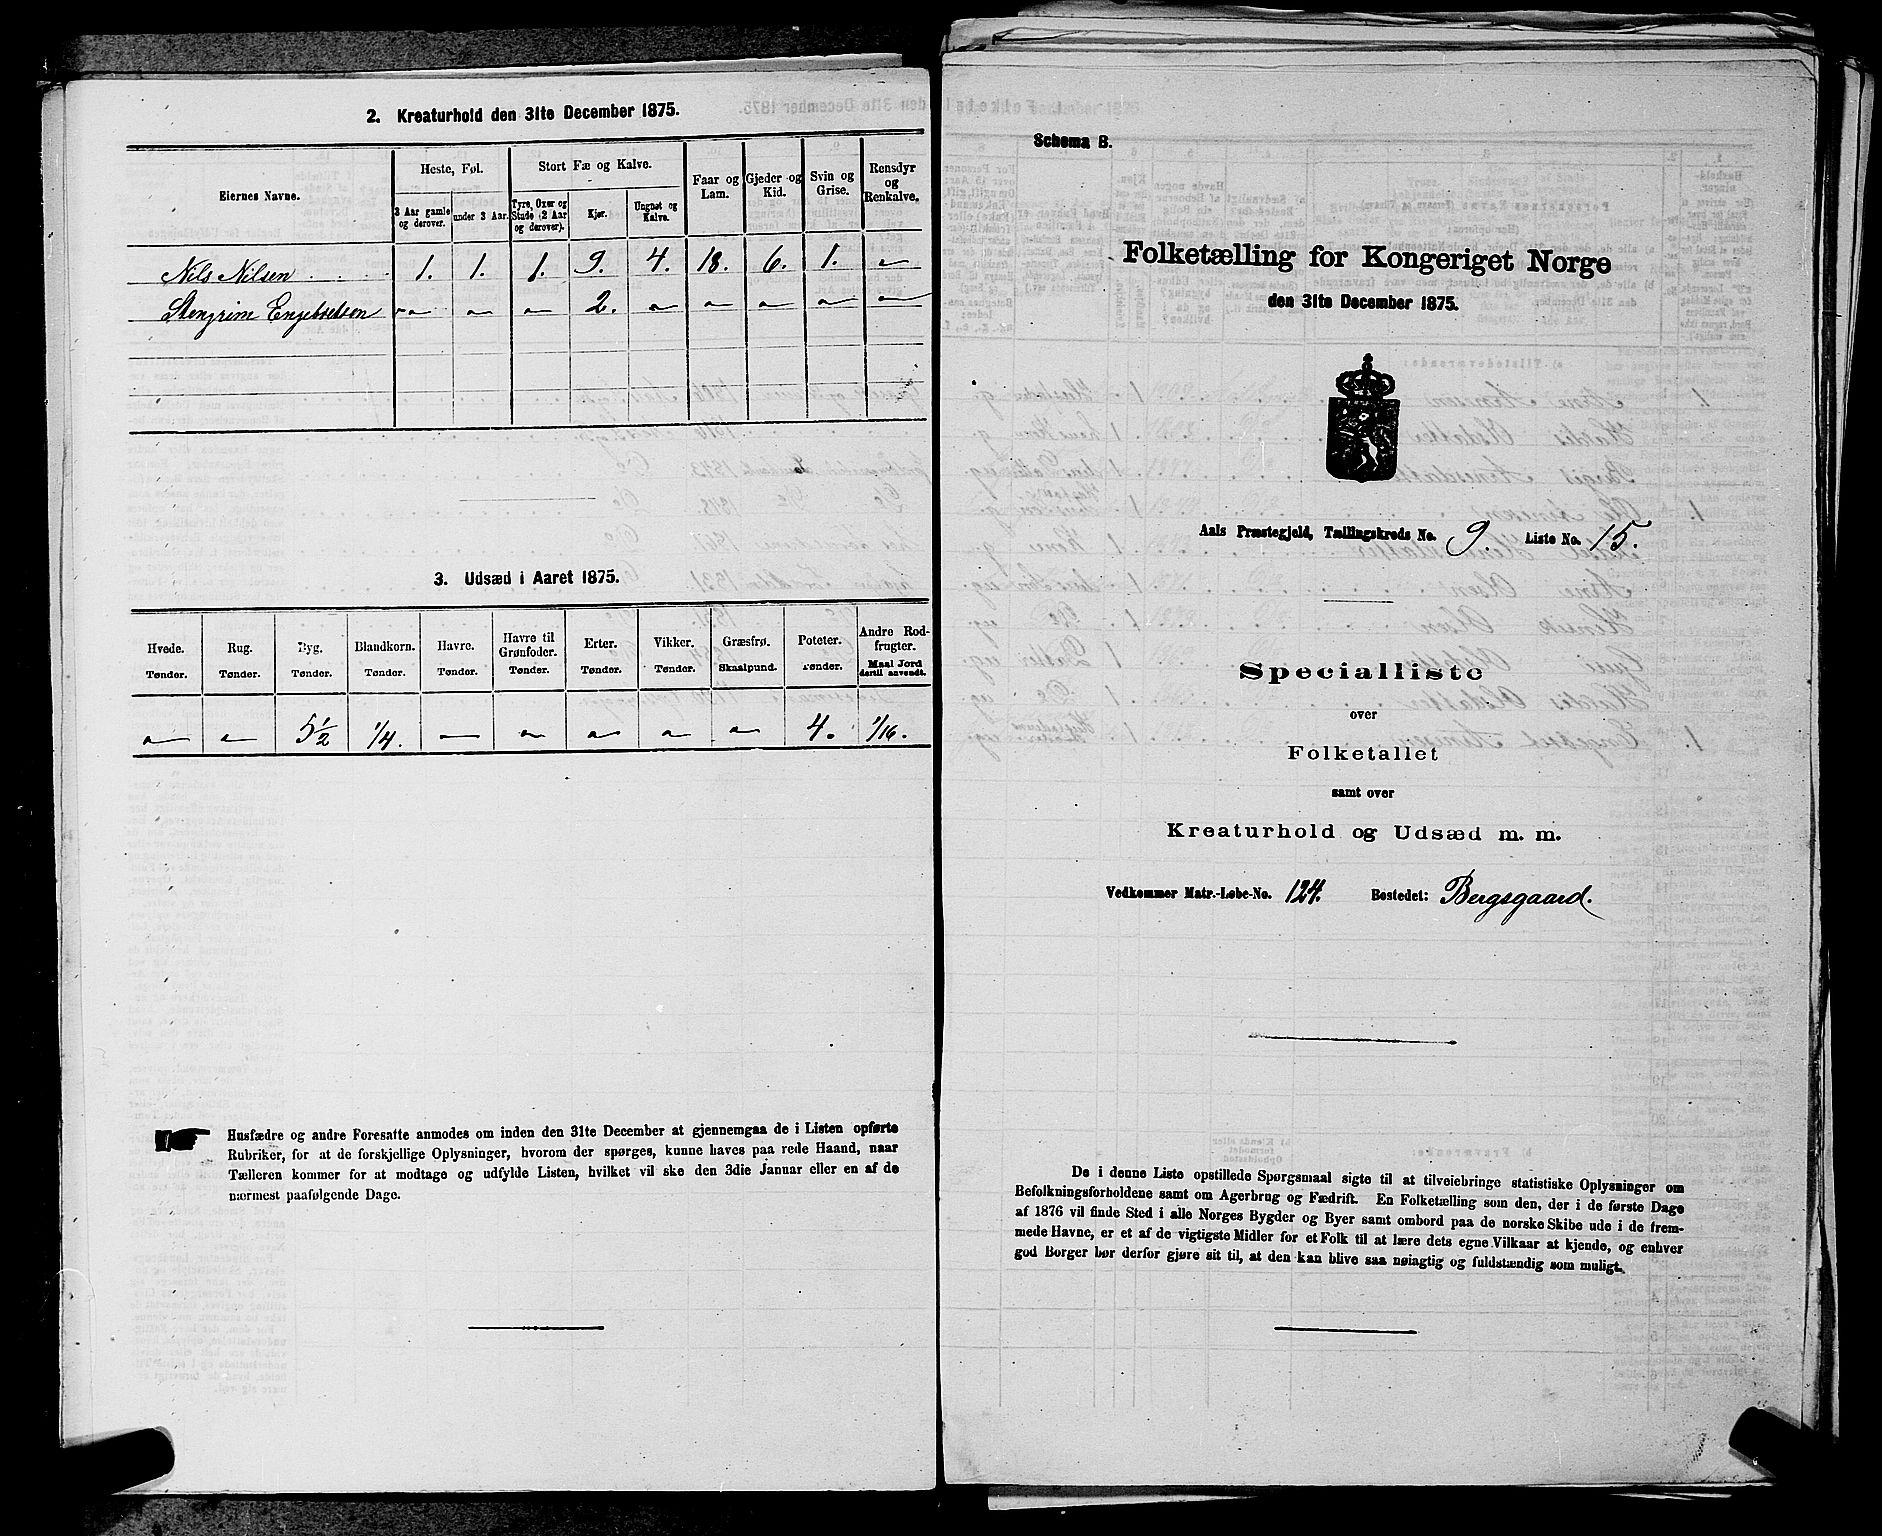 2. Kreaturhold den 31te December 1875.
Eiernes Navne.
Heste, Føl.
Stort Fæ og Kalve.
Faar og Lam.
Gjeder og Kid.
Svin og Grise.
Rensdyr og Renkalve.
3 Aar gamle og derover.
under 3 Aar.
Tyre, Oxer og Stude (2 Aar og derover).
Kjør.
Ungnøt og Kalve.
Nils Nilsen 1. 1. 1. 9. 4. 18. 6. 1. "
Stengrim Engebretsen " " " 2. " " " " "
3. Udsæd i Aaret 1875.
Hvede. Rug. Byg. Blandkorn. Havre. Havre til Grønfoder. Erter. Vikker. Græsfrø. Poteter. Andre Rodfrugter.
Tønder. Tønder. Tønder. Tønder. Tønder. Tønder. Tønder. Tønder. Skaalpund. Tønder. Maal Jord dertil anvendt.
" " 5 1/2 1/4. " " " " " 4. 1/16.
Husfædre og andre Foresatte anmodes om inden den 31te December at gjennemgaa de i Listen opførte
Rubriker, for at de forskjellige Oplysninger, hvorom der spørges, kunne haves paa rede Haand, naar
Tælleren kommer for at modtage og udfylde Listen, hvilket vil ske den 3die Januar eller en af de
nærmest paafølgende Dage.
Schema B.
Folketælling for Kongeriget Norge
den 31te December 1875.
Aals Præstegjeld, Tællingskreds No. 9. Liste No. 15.
Specialliste
over
Folketallet
samt over
Kreaturhold og Udsæd m. m.
Vedkommer Matr.-Løbe-No. 124. Bostedet: Bergsgaard.
De i denne Liste opstillede Spørgsmaal sigte til at tilveiebringe statistiske Oplysninger om
Befolkningsforholdene samt om Agerbrug og Fædrift. En Folketælling som den, der i de første Dage
af 1876 vil finde Sted i alle Norges Bygder og Byer samt ombord paa de norske Skibe ude i de frem-
mede Havne, er et af de vigtigste Midler for et Folk til at lære dets egne Vilkaar at kjende, og enhver
god Borger bør derfor gjøre sit til, at den kan blive saa nøiagtig og fuldstændig som muligt.